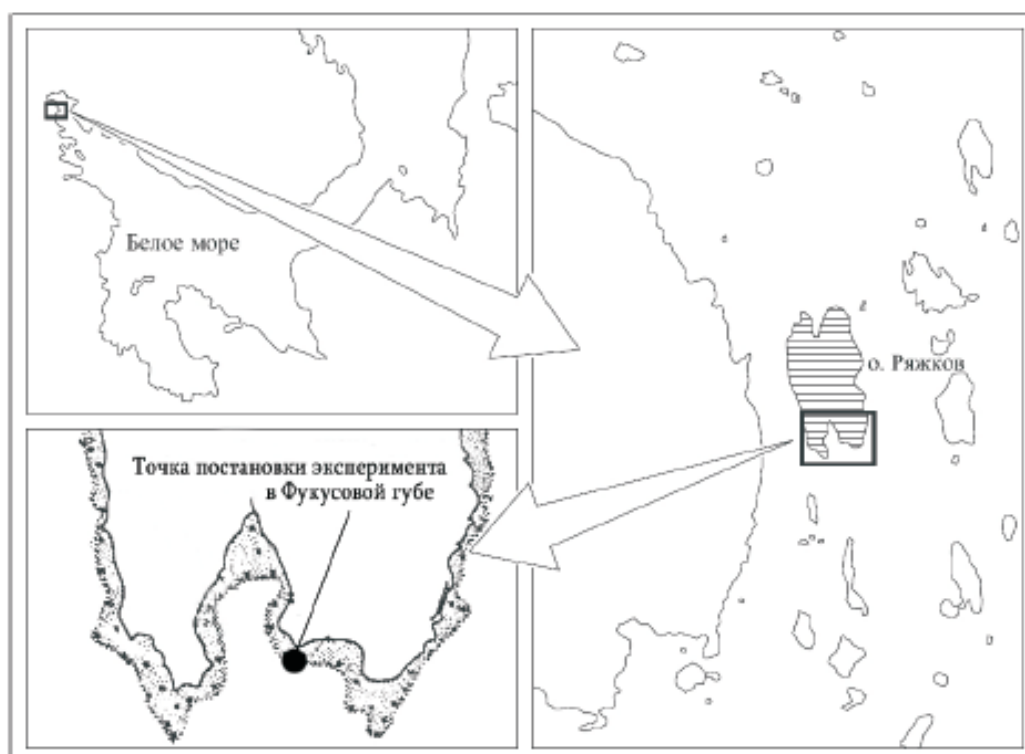 Белое море
о. Ряжков
Точка постановки эксперимента
в Фукусовой губе